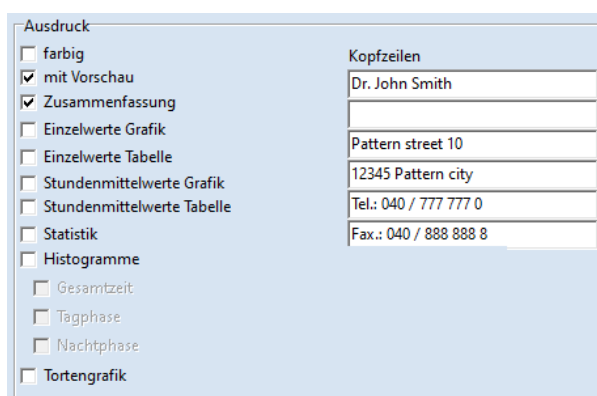 Ausdruck
farbig
mit Vorschau
Zusammenfassung
Einzelwerte Grafik
Einzelwerte Tabelle
Stundenmittelwerte Grafik
Stundenmittelwerte Tabelle
Statistik
Histogramme
Gesamtzeit
Tagphase
Nachtphase
Tortengrafik
Kopfzeilen
Dr. John Smith
Pattern street 10
12345 Pattern city
Tel.: 040 / 777 777 0
Fax.: 040 / 888 888 8